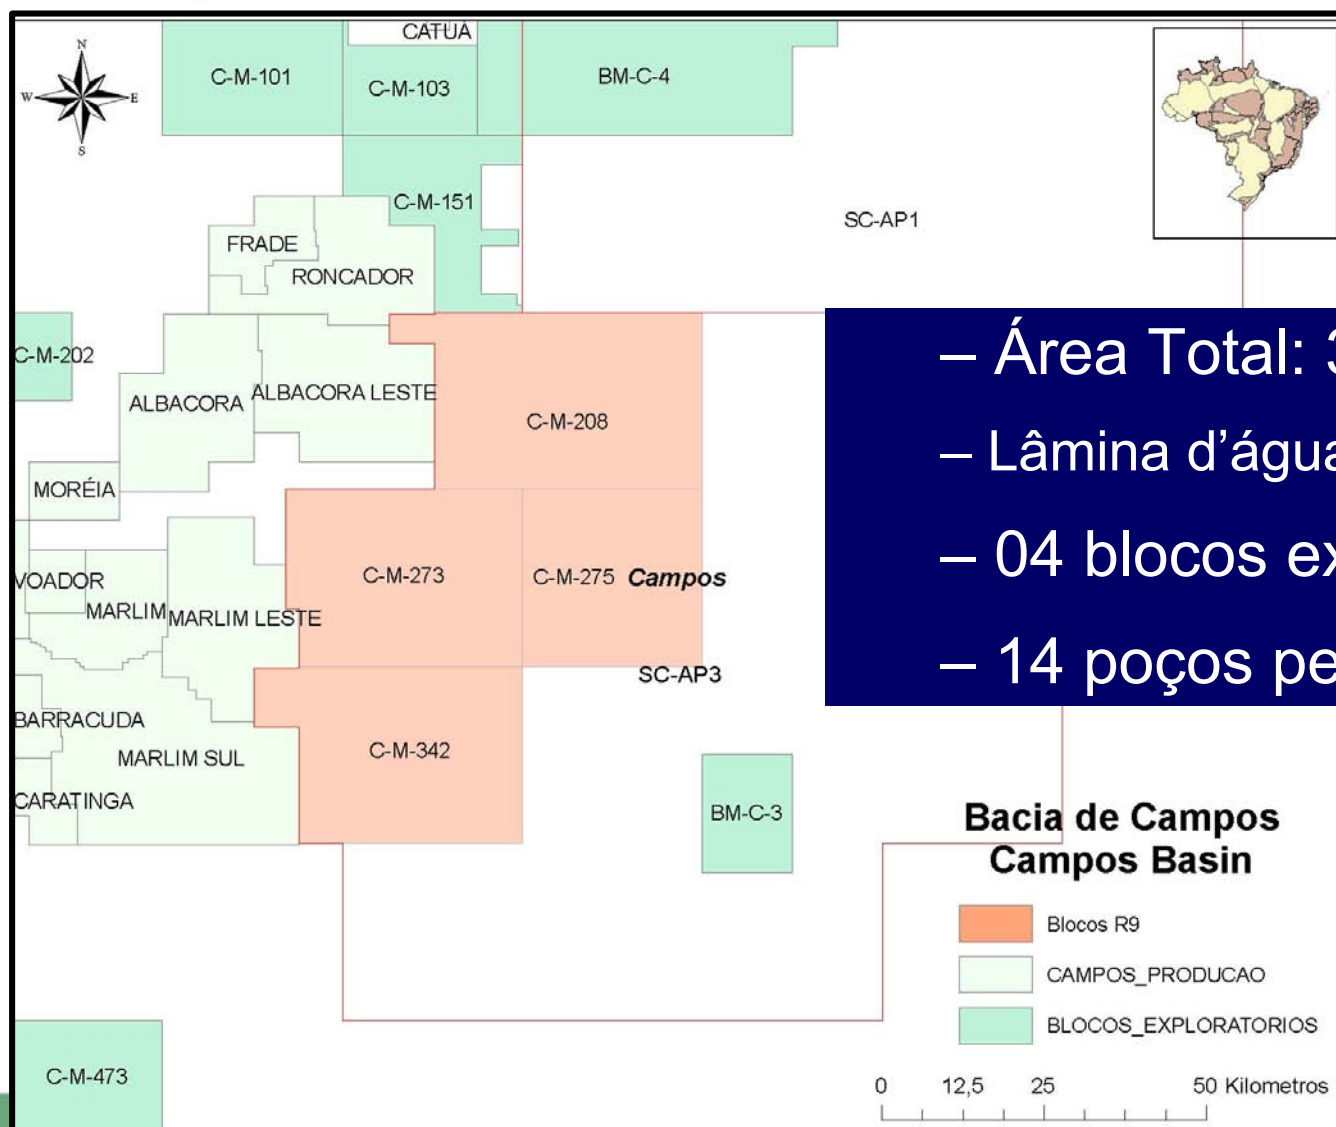 CATUÁ
N
C-M-101
C-M-103
BM-C-4
W
E
S
C-M-151
SC-AP1
FRADE
RONCADOR
– Área Total:
C-M-202
ALBACORA
ALBACORA LESTE
C-M-208
– Lâmina d’água
MORÉIA
– 04 blocos
VOADOR
MARLIM
MARLIM LESTE
C-M-273
C-M-275
Campos
– 14 poços
SC-AP3
BARRACUDA
MARLIM SUL
C-M-342
CARATINGA
BM-C-3
Bacia de Campos
Campos Basin
Blocos R9
CAMPOS_PRODUCAO
BLOCOS_EXPLORATORIOS
C-M-473
0 12,5 25 50 Kilometros